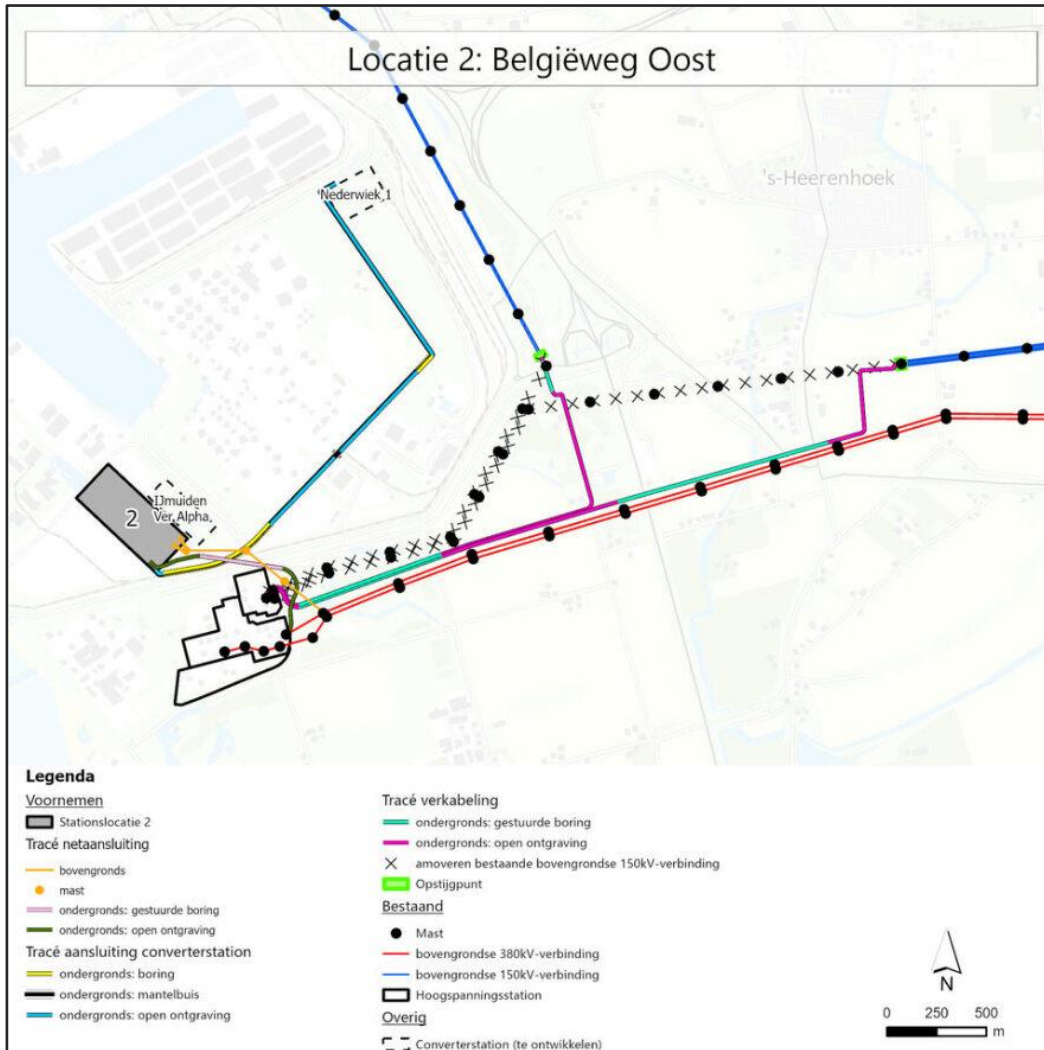 Locatie 2: Belgiëweg Oost
's-Heerenhoek
Nederwiek 1
IJmuiden
Ver Alpha
2
Legenda
Voornemen
Stationslocatie 2
Tracé netaansluiting
bovengronds
mast
ondergronds: gestuurde boring
ondergronds: open ontgraving
Tracé aansluiting converterstation
ondergronds: boring
ondergronds: mantelbuis
ondergronds: open ontgraving
Tracé verkabeling
ondergronds: gestuurde boring
ondergronds: open ontgraving
amoveren bestaande bovengrondse 150kV-verbinding
Opstijgpunt
Bestaand
Mast
bovengrondse 380kV-verbinding
bovengrondse 150kV-verbinding
Hoogspanningsstation
Overig
Converterstation (te ontwikkelen)
N
0 250 500
m